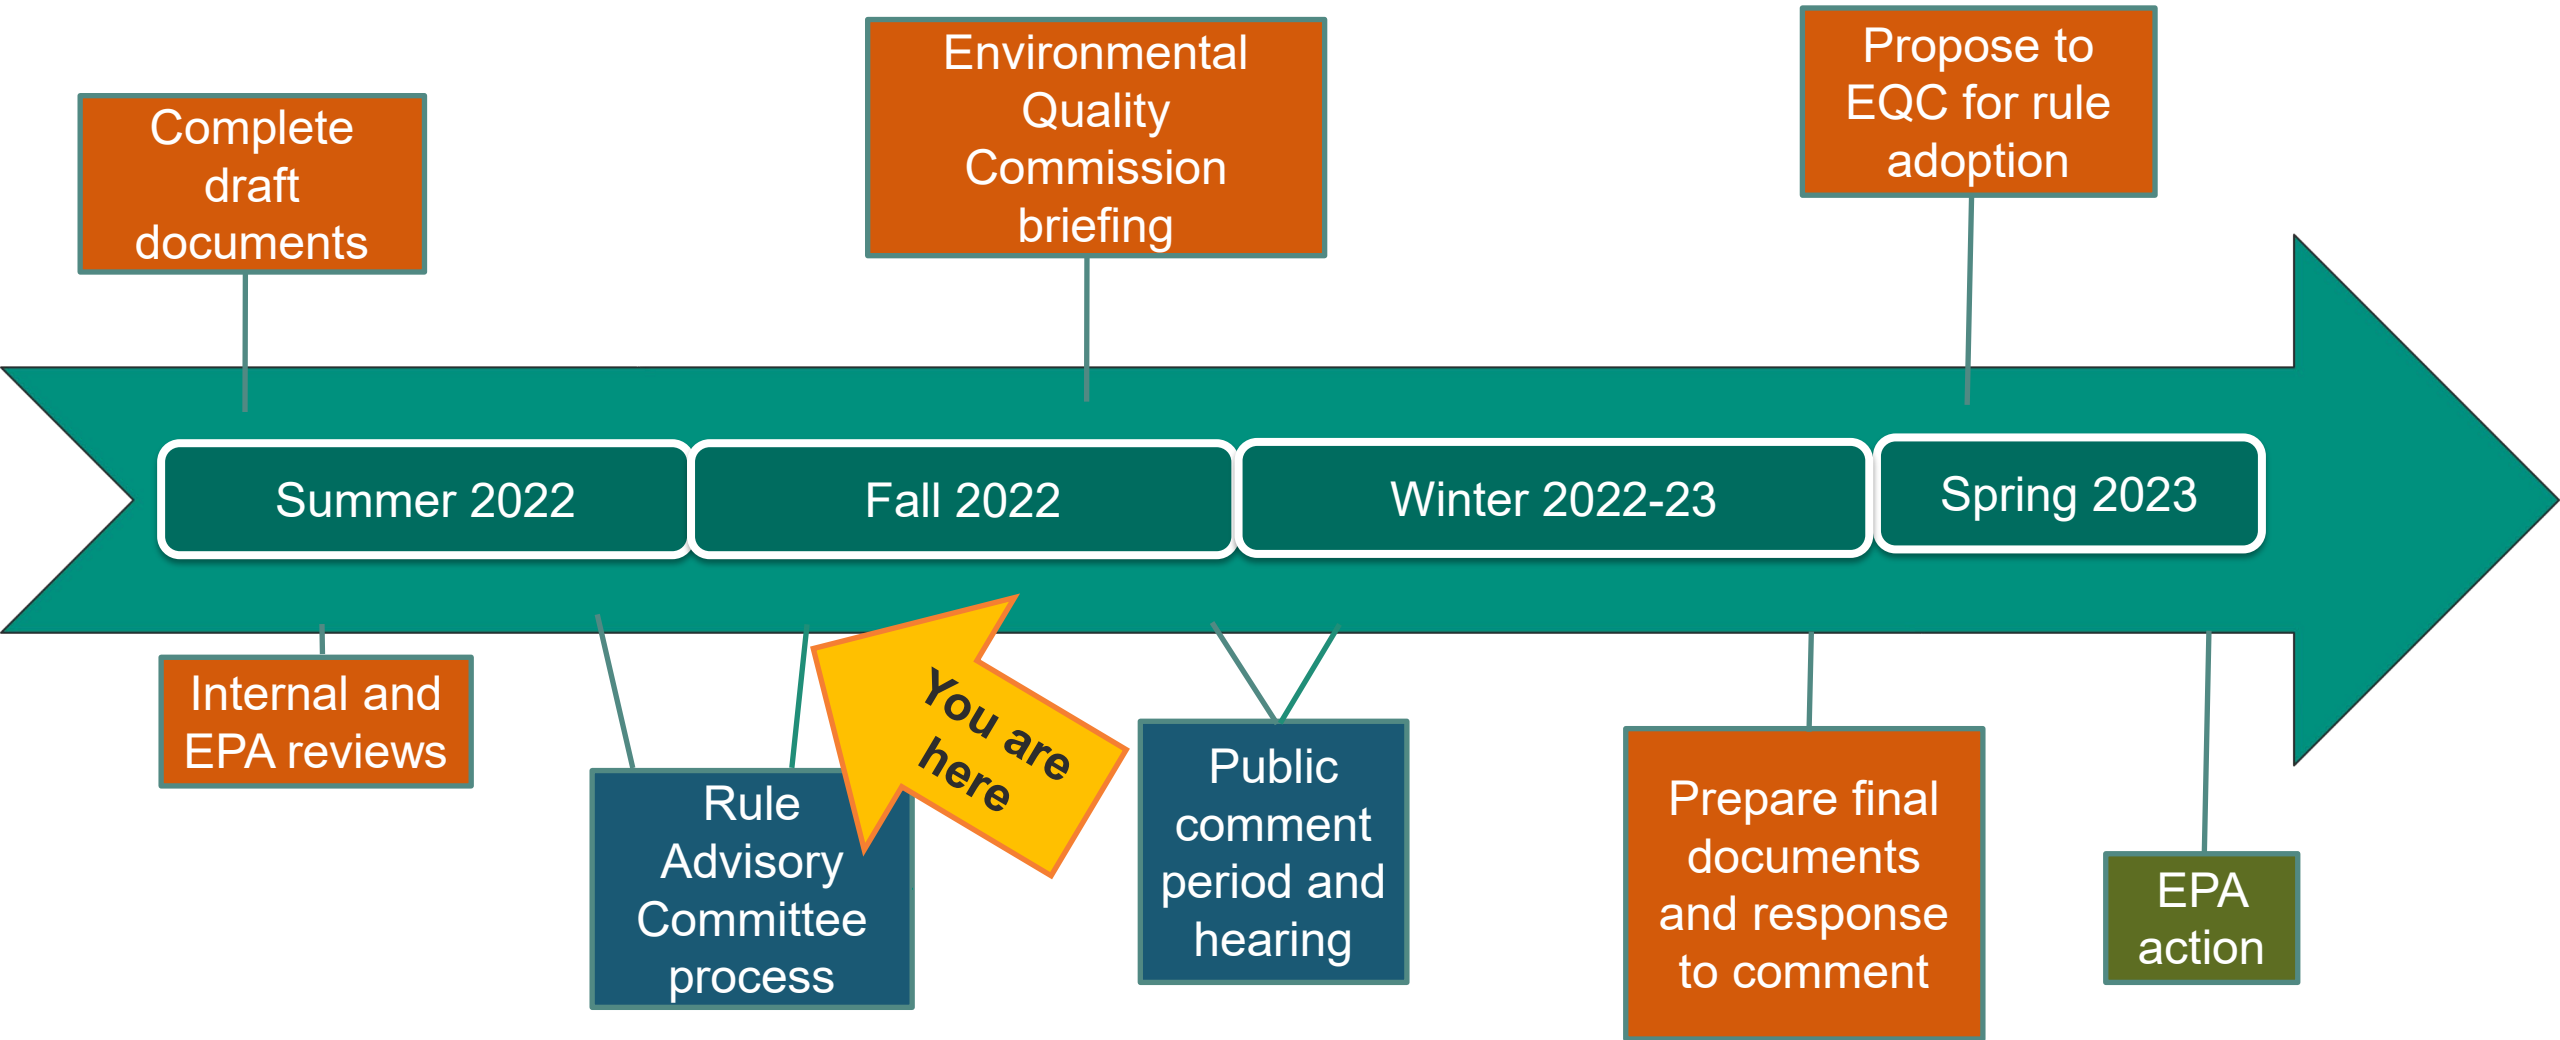 Complete
draft
documents
Environmental
Quality
Commission
briefing
Propose to
EQC for rule
adoption
Summer 2022
Fall 2022
Winter 2022-23
Spring 2023
Internal and
EPA reviews
Rule
Advisory
Committee
process
You are
here
Public
comment
period and
hearing
Prepare final
documents
and response
to comment
EPA
action